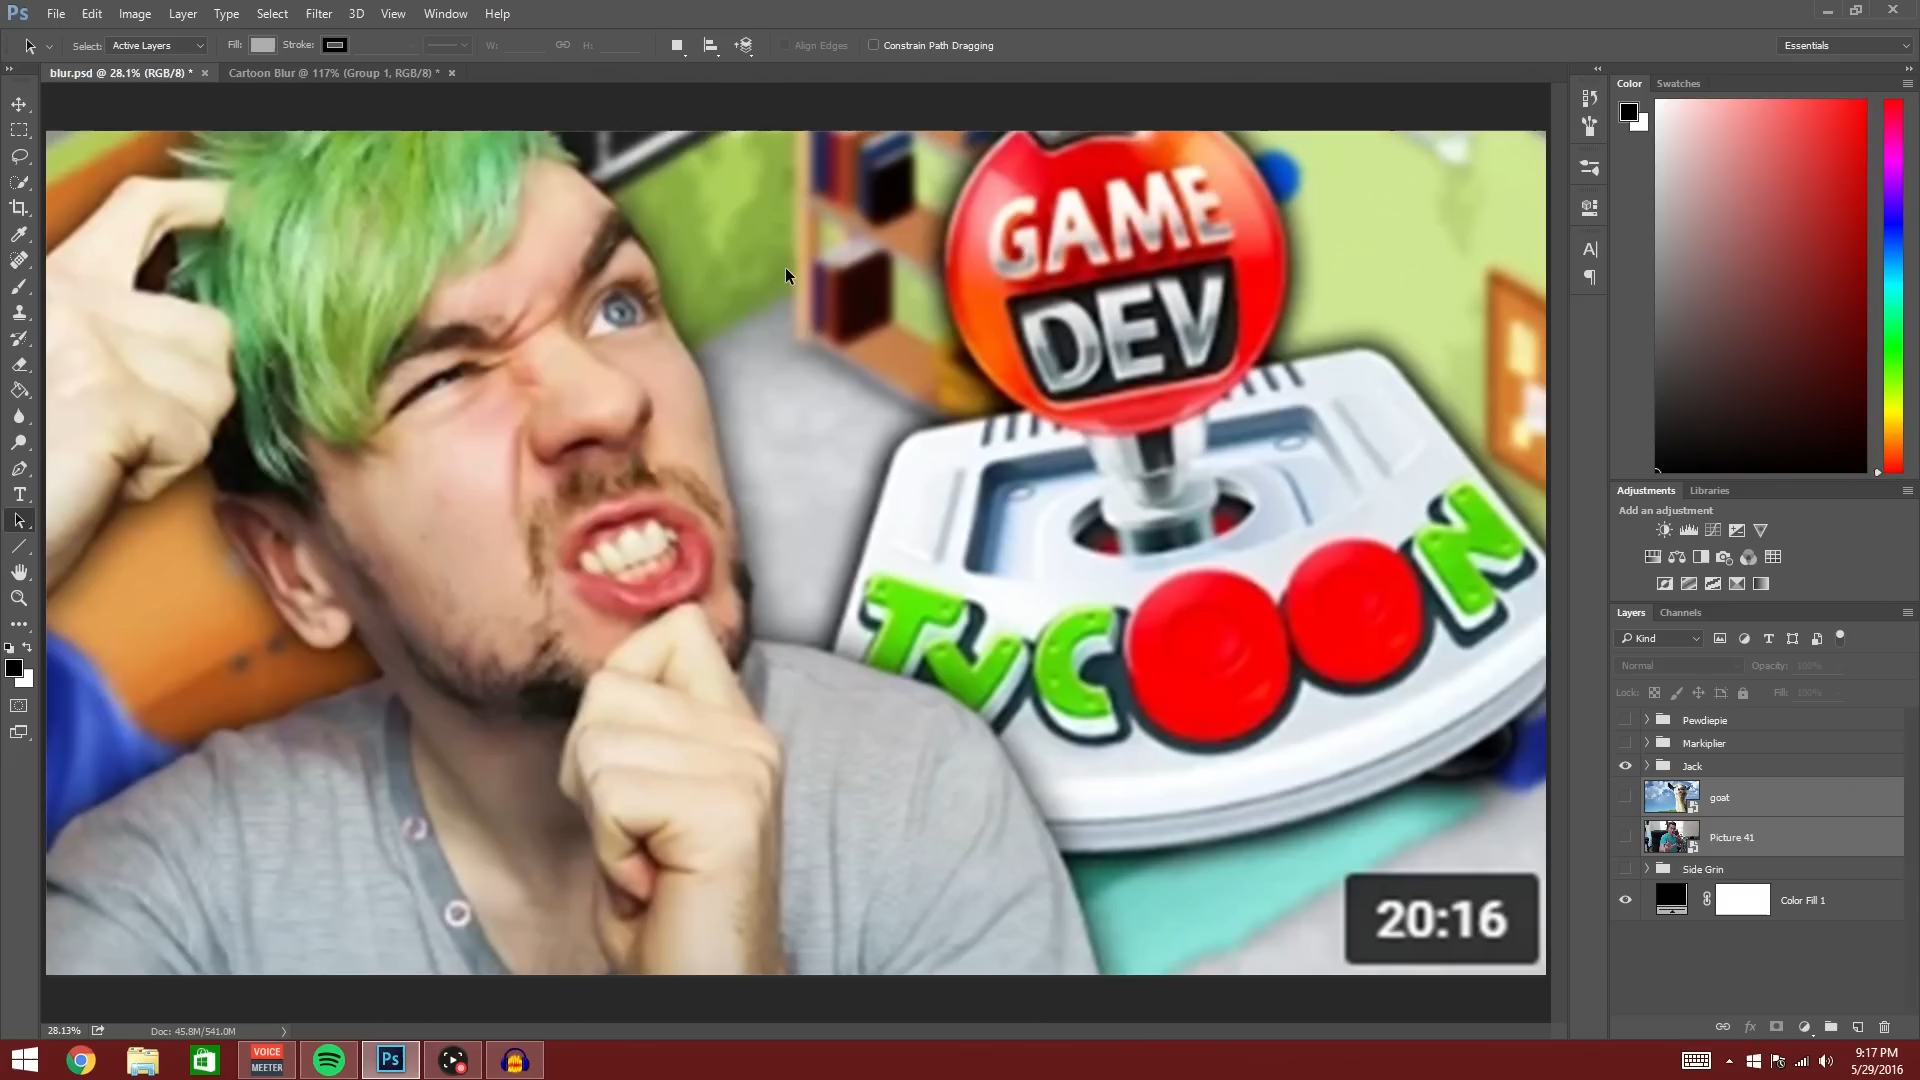 Ps File Edit Image Layer Type Select Filter 3D View Window Help
Select: Active Layers Fill: Stroke: W: H: Align Edges Constrain Path Dragging Essentials
blur.psd @ 28.1% (RGB/8) * × Cartoon Blur @ 117% (Group 1, RGB/8) * ×
Color Swatches
GAME
DEV
TYCOON
20:16
Adjustments Libraries
Add an adjustment
Layers Channels
Kind
Normal Opacity: 100%
Lock: Fill: 100%
Pewdiepie
Markiplier
Jack
goat
Picture 41
Side Grin
Color Fill 1
28.13% Doc: 45.8M/541.0M
VOICE
MEETER
Ps
9:17 PM
5/29/2016